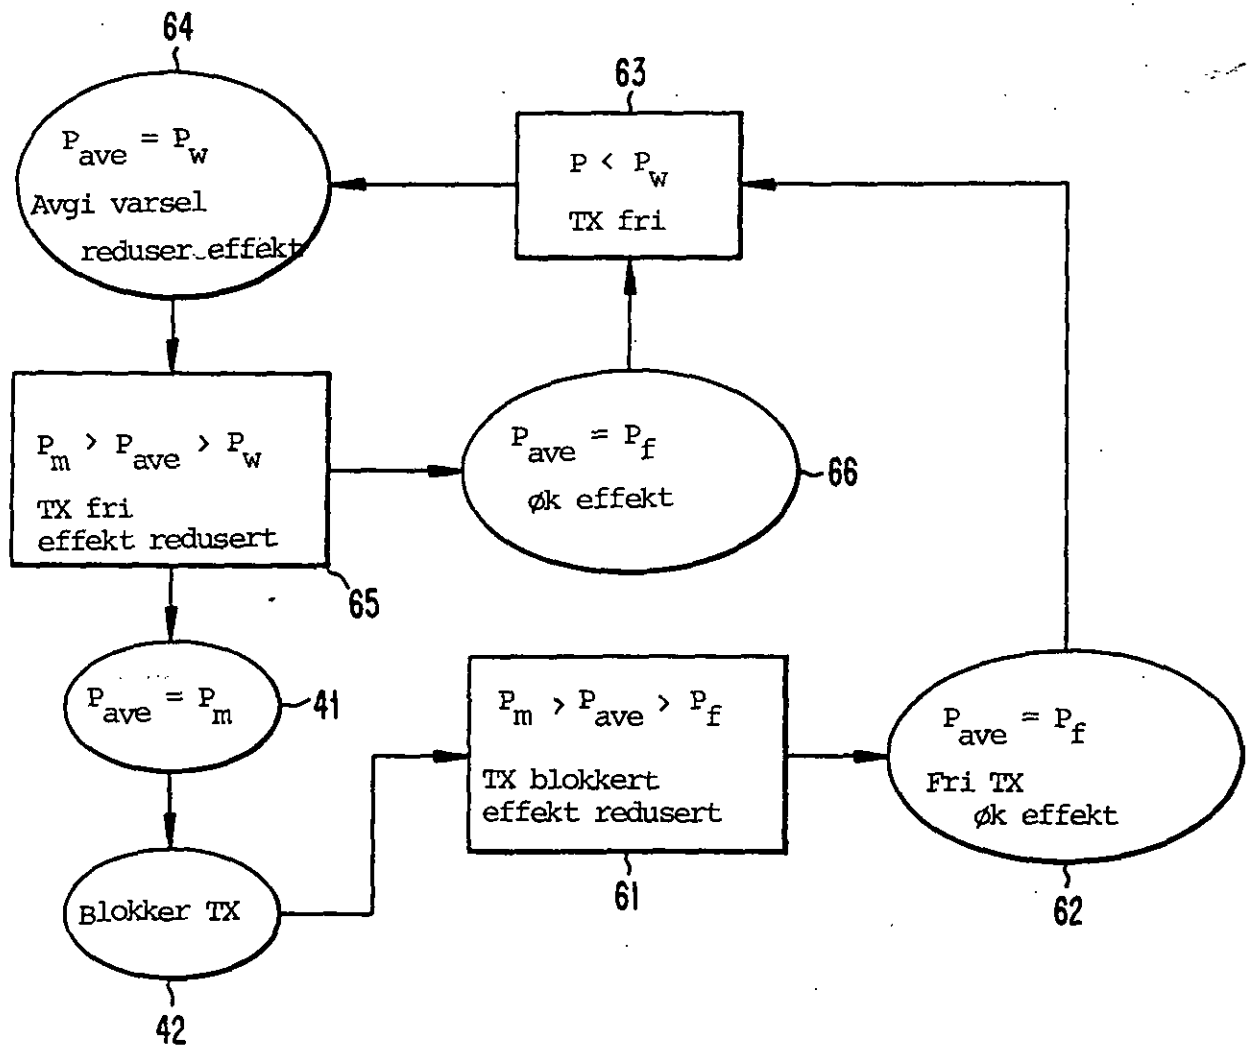 64
P_ave = P_w
Avgi varsel
reduser effekt
63
P < P_w
TX fri
P_m > P_ave > P_w
TX fri
effekt redusert
65
P_ave = P_f
øk effekt
66
P_ave = P_m
41
Blokker TX
42
P_m > P_ave > P_f
TX blokkert
effekt redusert
61
P_ave = P_f
Fri TX
øk effekt
62